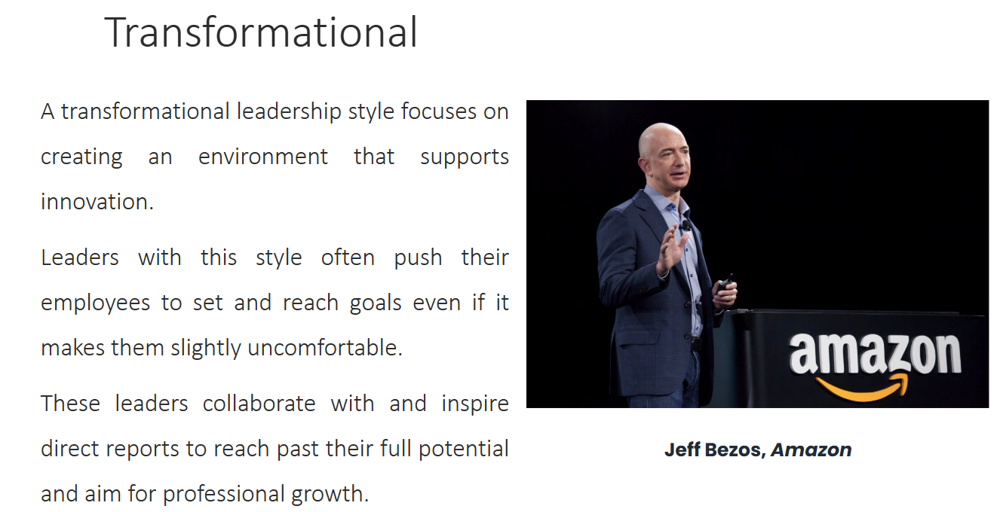 Transformational
A transformational leadership style focuses on
creating an environment that supports
innovation.
Leaders with this style often push their
employees to set and reach goals even if it
makes them slightly uncomfortable.
These leaders collaborate with and inspire
direct reports to reach past their full potential
and aim for professional growth.
amazon
Jeff Bezos, Amazon